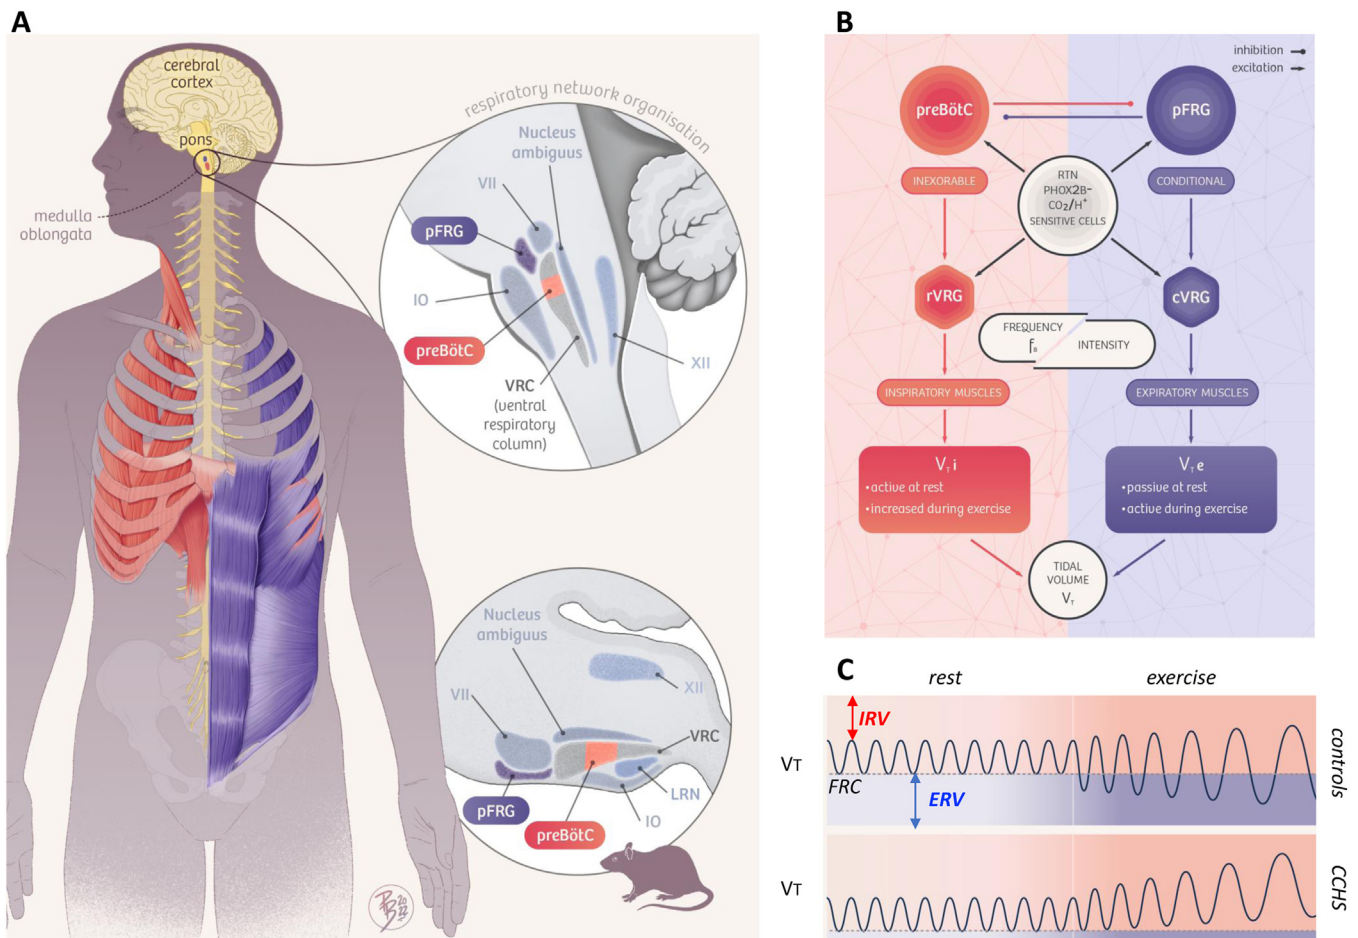 A
cerebral
cortex
pons
medulla
oblongata
respiratory network organisation
Nucleus
ambiguus
VII
pFRG
IO
preBötC
VRC
(ventral
respiratory
column)
XII
Nucleus
ambiguus
VII
XII
VRC
LRN
pFRG
IO
preBötC
2022
B
inhibition
excitation
preBötC
pFRG
RTN
PHOX2B–
CO₂/H⁺
SENSITIVE CELLS
INEXORABLE
CONDITIONAL
rVRG
cVRG
FREQUENCY
fB
INTENSITY
INSPIRATORY MUSCLES
EXPIRATORY MUSCLES
VT i
•active at rest
•increased during exercise
VT e
•passive at rest
•active during exercise
TIDAL
VOLUME
VT
C
rest
exercise
IRV
VT
FRC
ERV
controls
VT
CCHS